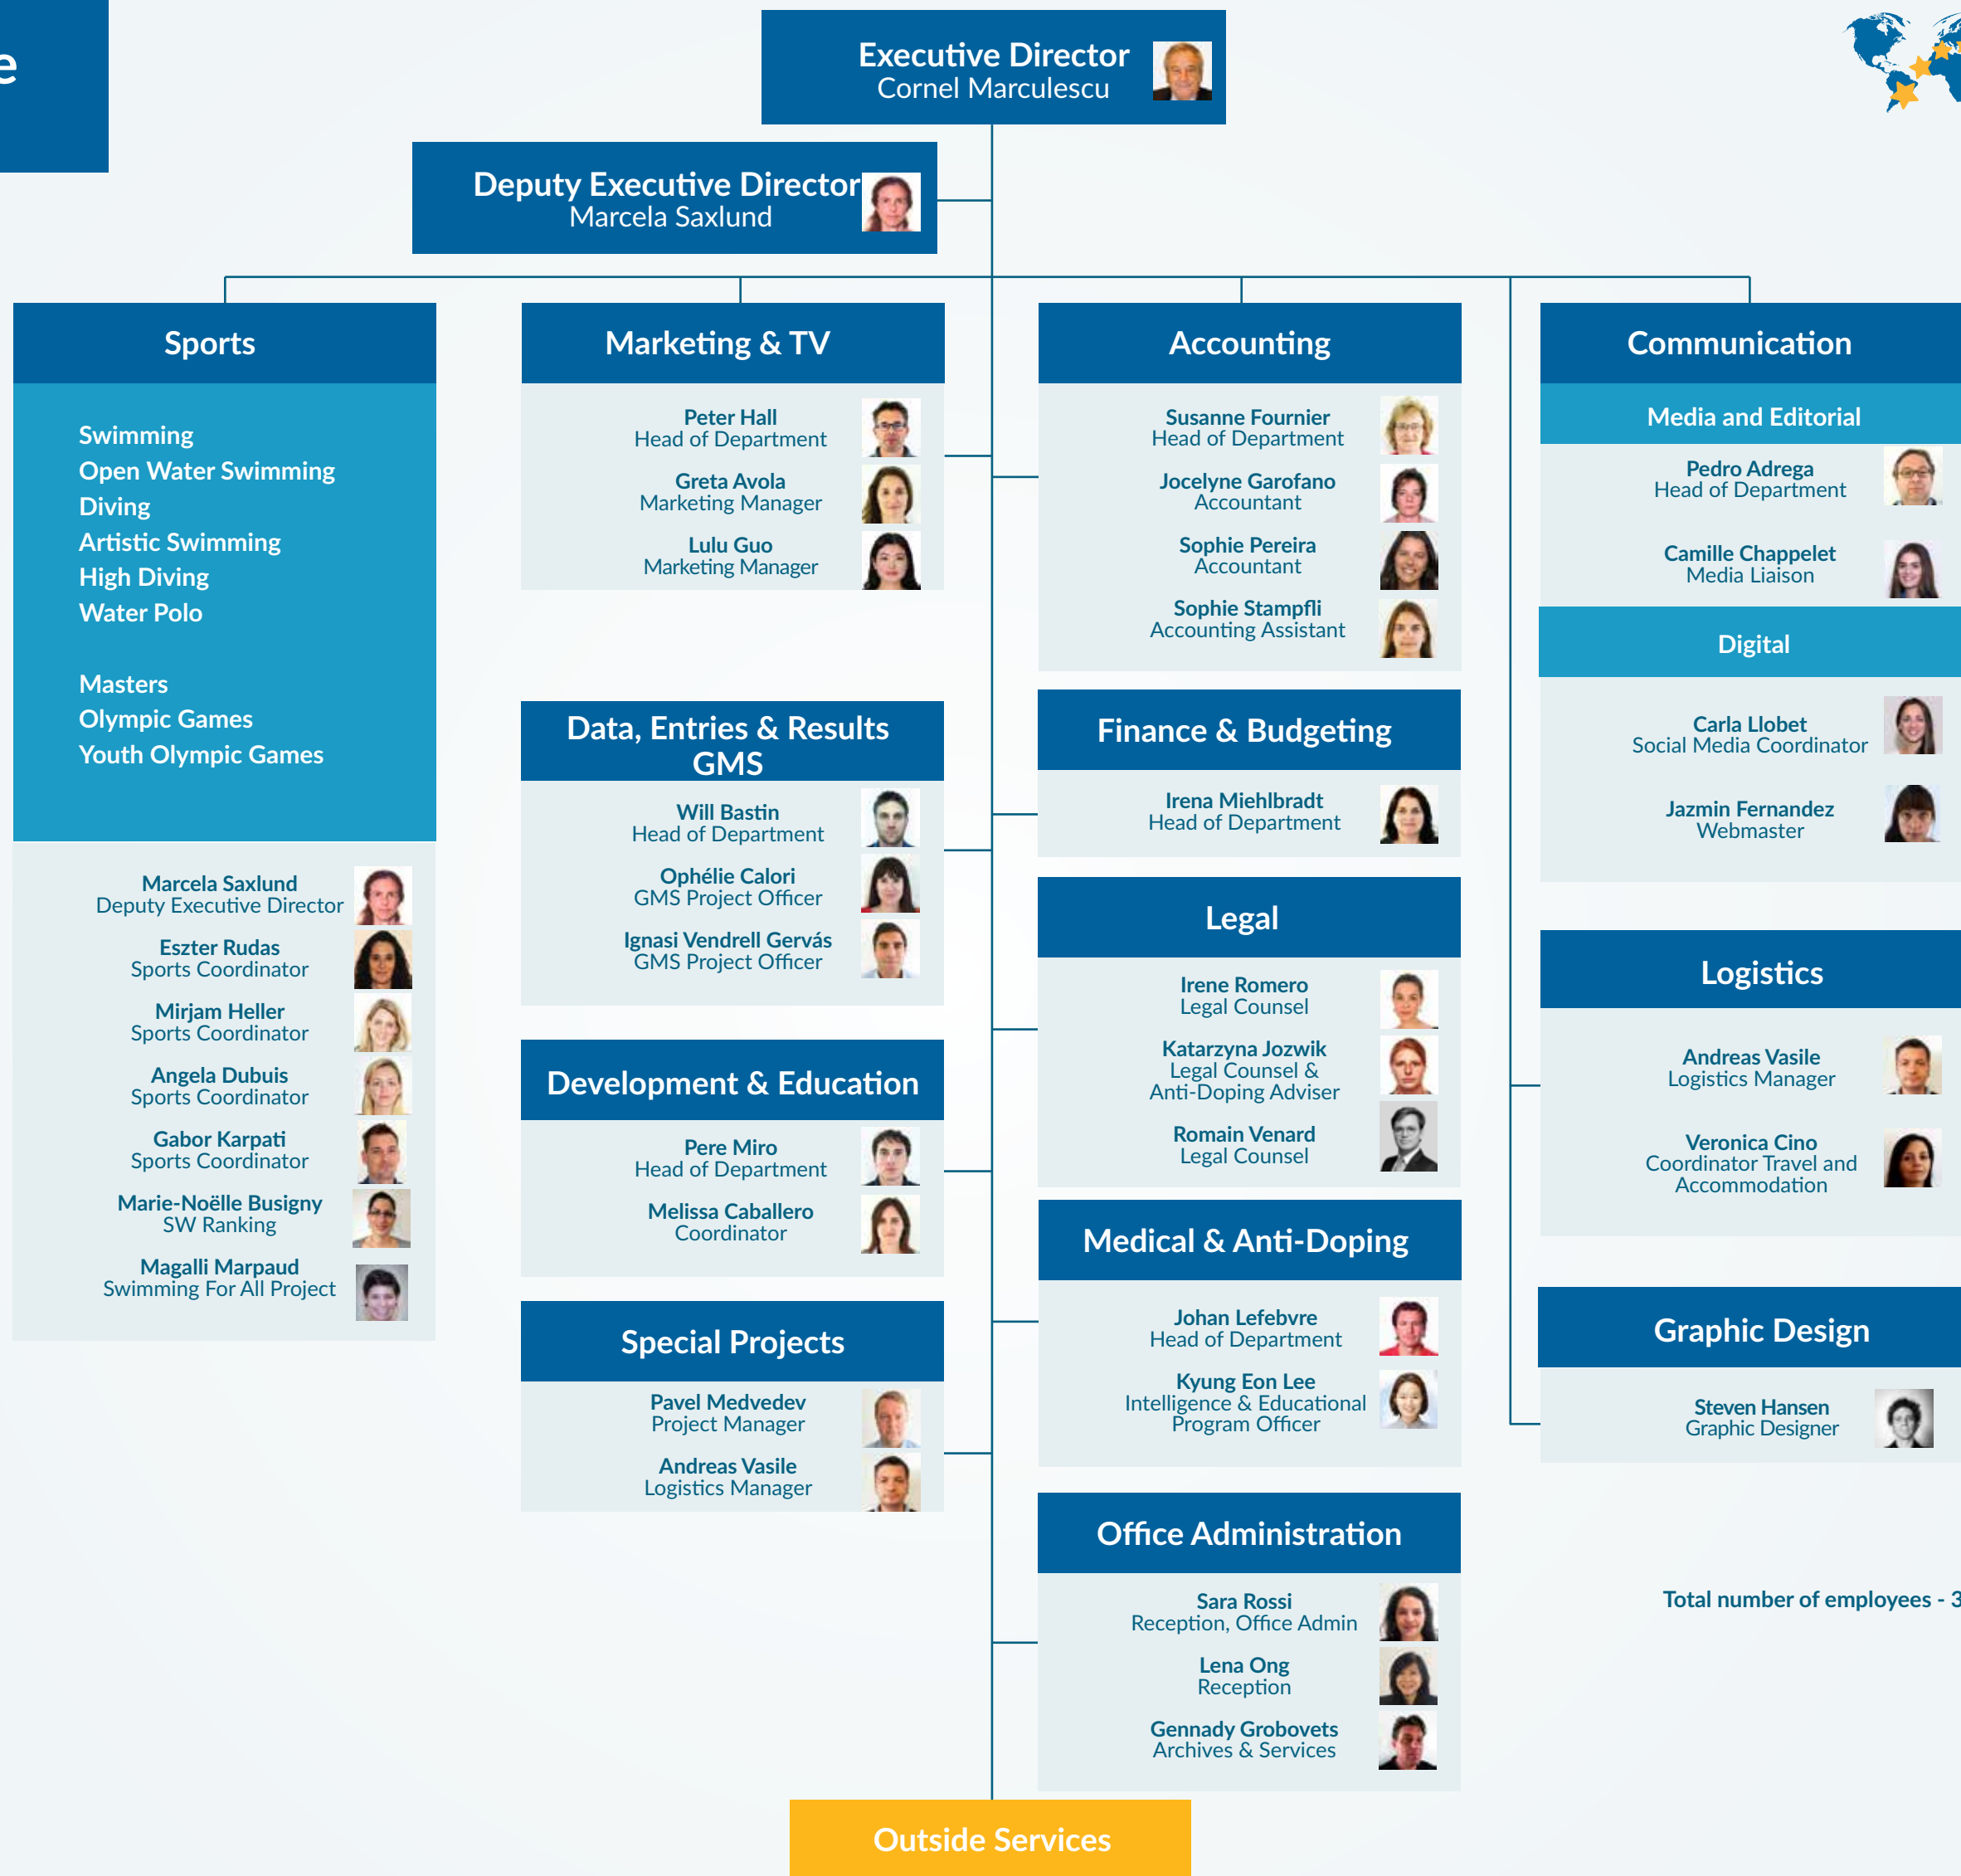 e
Executive Director
Cornel Marculescu
Deputy Executive Director
Marcela Saxlund
Sports
Swimming
Open Water Swimming
Diving
Artistic Swimming
High Diving
Water Polo
Masters
Olympic Games
Youth Olympic Games
Marcela Saxlund
Deputy Executive Director
Eszter Rudas
Sports Coordinator
Mirjam Heller
Sports Coordinator
Angela Dubuis
Sports Coordinator
Gabor Karpati
Sports Coordinator
Marie-Noëlle Busigny
SW Ranking
Magalli Marpaud
Swimming For All Project
Marketing & TV
Peter Hall
Head of Department
Greta Avola
Marketing Manager
Lulu Guo
Marketing Manager
Data, Entries & Results
GMS
Will Bastin
Head of Department
Ophélie Calori
GMS Project Officer
Ignasi Vendrell Gervás
GMS Project Officer
Development & Education
Pere Miro
Head of Department
Melissa Caballero
Coordinator
Special Projects
Pavel Medvedev
Project Manager
Andreas Vasile
Logistics Manager
Accounting
Susanne Fournier
Head of Department
Jocelyne Garofano
Accountant
Sophie Pereira
Accountant
Sophie Stampfli
Accounting Assistant
Finance & Budgeting
Irena Miehlbradt
Head of Department
Legal
Irene Romero
Legal Counsel
Katarzyna Jozwik
Legal Counsel &
Anti-Doping Adviser
Romain Venard
Legal Counsel
Medical & Anti-Doping
Johan Lefebvre
Head of Department
Kyung Eon Lee
Intelligence & Educational
Program Officer
Office Administration
Sara Rossi
Reception, Office Admin
Lena Ong
Reception
Gennady Grobovets
Archives & Services
Communication
Media and Editorial
Pedro Adrega
Head of Department
Camille Chappelet
Media Liaison
Digital
Carla Llobet
Social Media Coordinator
Jazmin Fernandez
Webmaster
Logistics
Andreas Vasile
Logistics Manager
Veronica Cino
Coordinator Travel and
Accommodation
Graphic Design
Steven Hansen
Graphic Designer
Total number of employees - 3
Outside Services